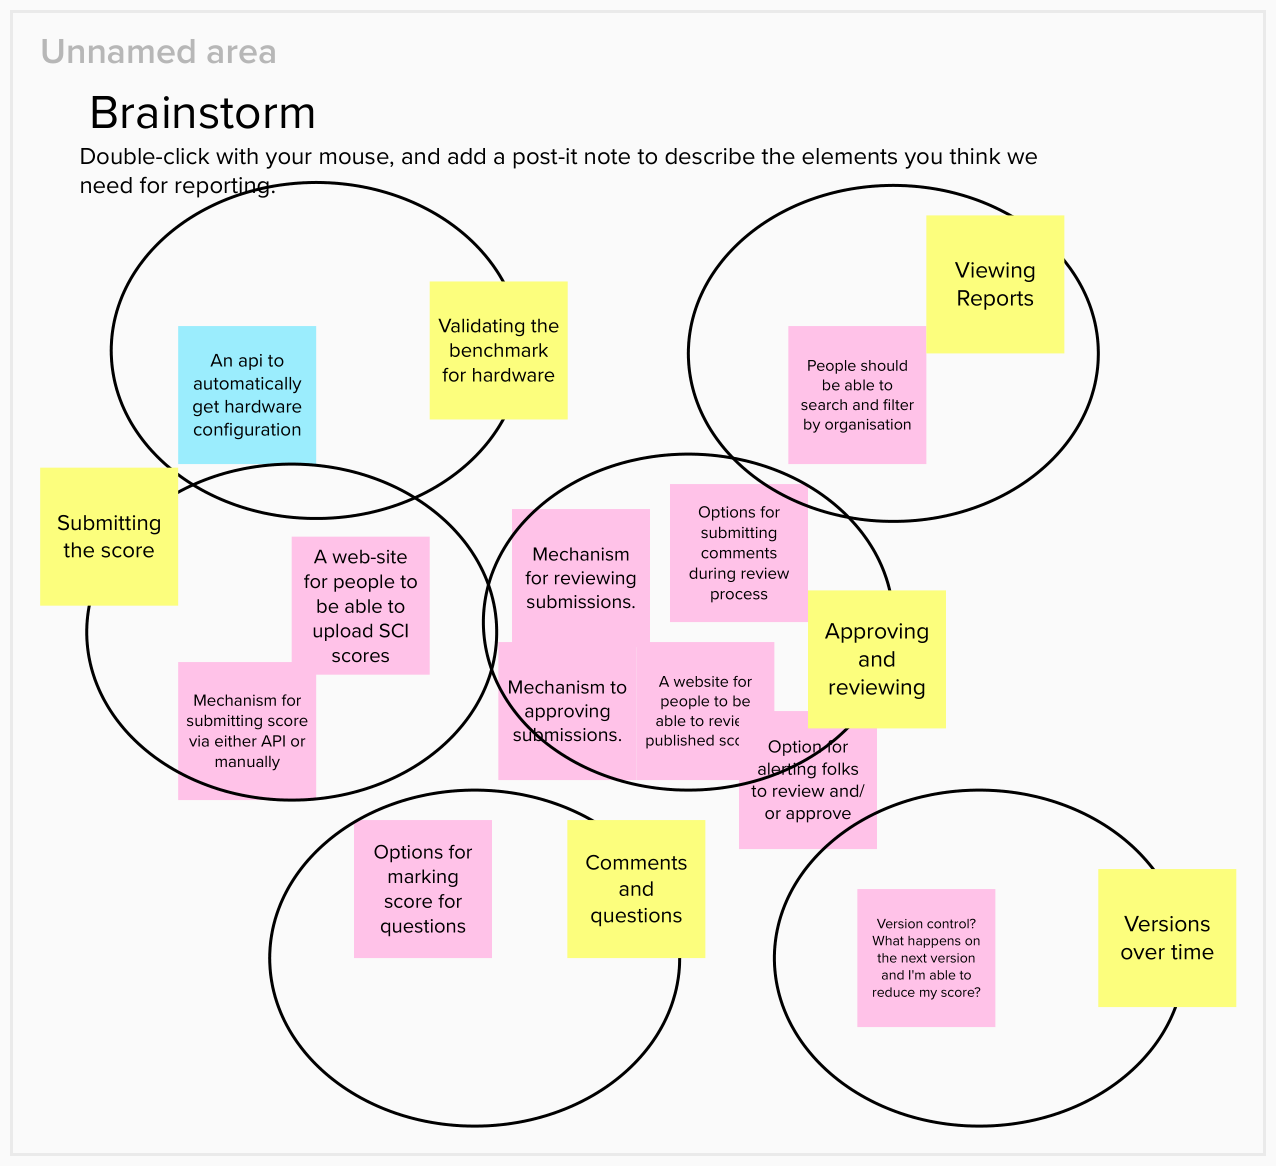 Unnamed area
Brainstorm
Double-click with your mouse, and add a post-it note to describe the elements you think we
need for reporting.
Viewing
Reports
Validating the
benchmark
for hardware
An api to
automatically
get hardware
configuration
People should
be able to
search and filter
by organisation
Submitting
the score
A web-site
for people to
be able to
upload SCI
scores
Mechanism for
submitting score
via either API or
manually
Mechanism
for reviewing
submissions.
Options for
submitting
comments
during review
process
Approving
and
reviewing
Mechanism to
approving
submissions.
A website for
people to be
able to
published
Option for
alerting folks
to review and/
or approve
Options for
marking
score for
questions
Comments
and
questions
Version control?
What happens on
the next version
and I'm able to
reduce my score?
Versions
over time